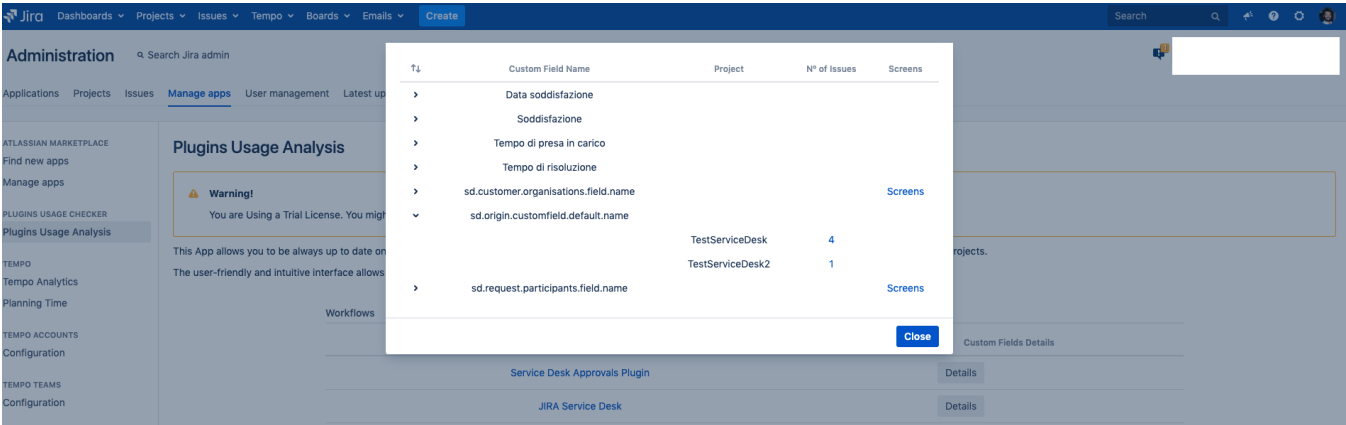 Jira Dashboards Projects Issues Tempo Boards Emails Create Search
Administration Search Jira admin
Applications Projects Issues Manage apps User management Latest up
ATLASSIAN MARKETPLACE
Find new apps
Manage apps
PLUGINS USAGE CHECKER
Plugins Usage Analysis
TEMPO
Tempo Analytics
Planning Time
TEMPO ACCOUNTS
Configuration
TEMPO TEAMS
Configuration
Plugins Usage Analysis
Warning!
You are Using a Trial License. You migh
This App allows you to be always up to date on
rojects.
The user-friendly and intuitive interface allows
Workflows
Custom Fields Details
Service Desk Approvals Plugin Details
JIRA Service Desk Details
Custom Field Name Project Nº of Issues Screens
Data soddisfazione
Soddisfazione
Tempo di presa in carico
Tempo di risoluzione
sd.customer.organisations.field.name Screens
sd.origin.customfield.default.name
TestServiceDesk 4
TestServiceDesk2 1
sd.request.participants.field.name Screens
Close